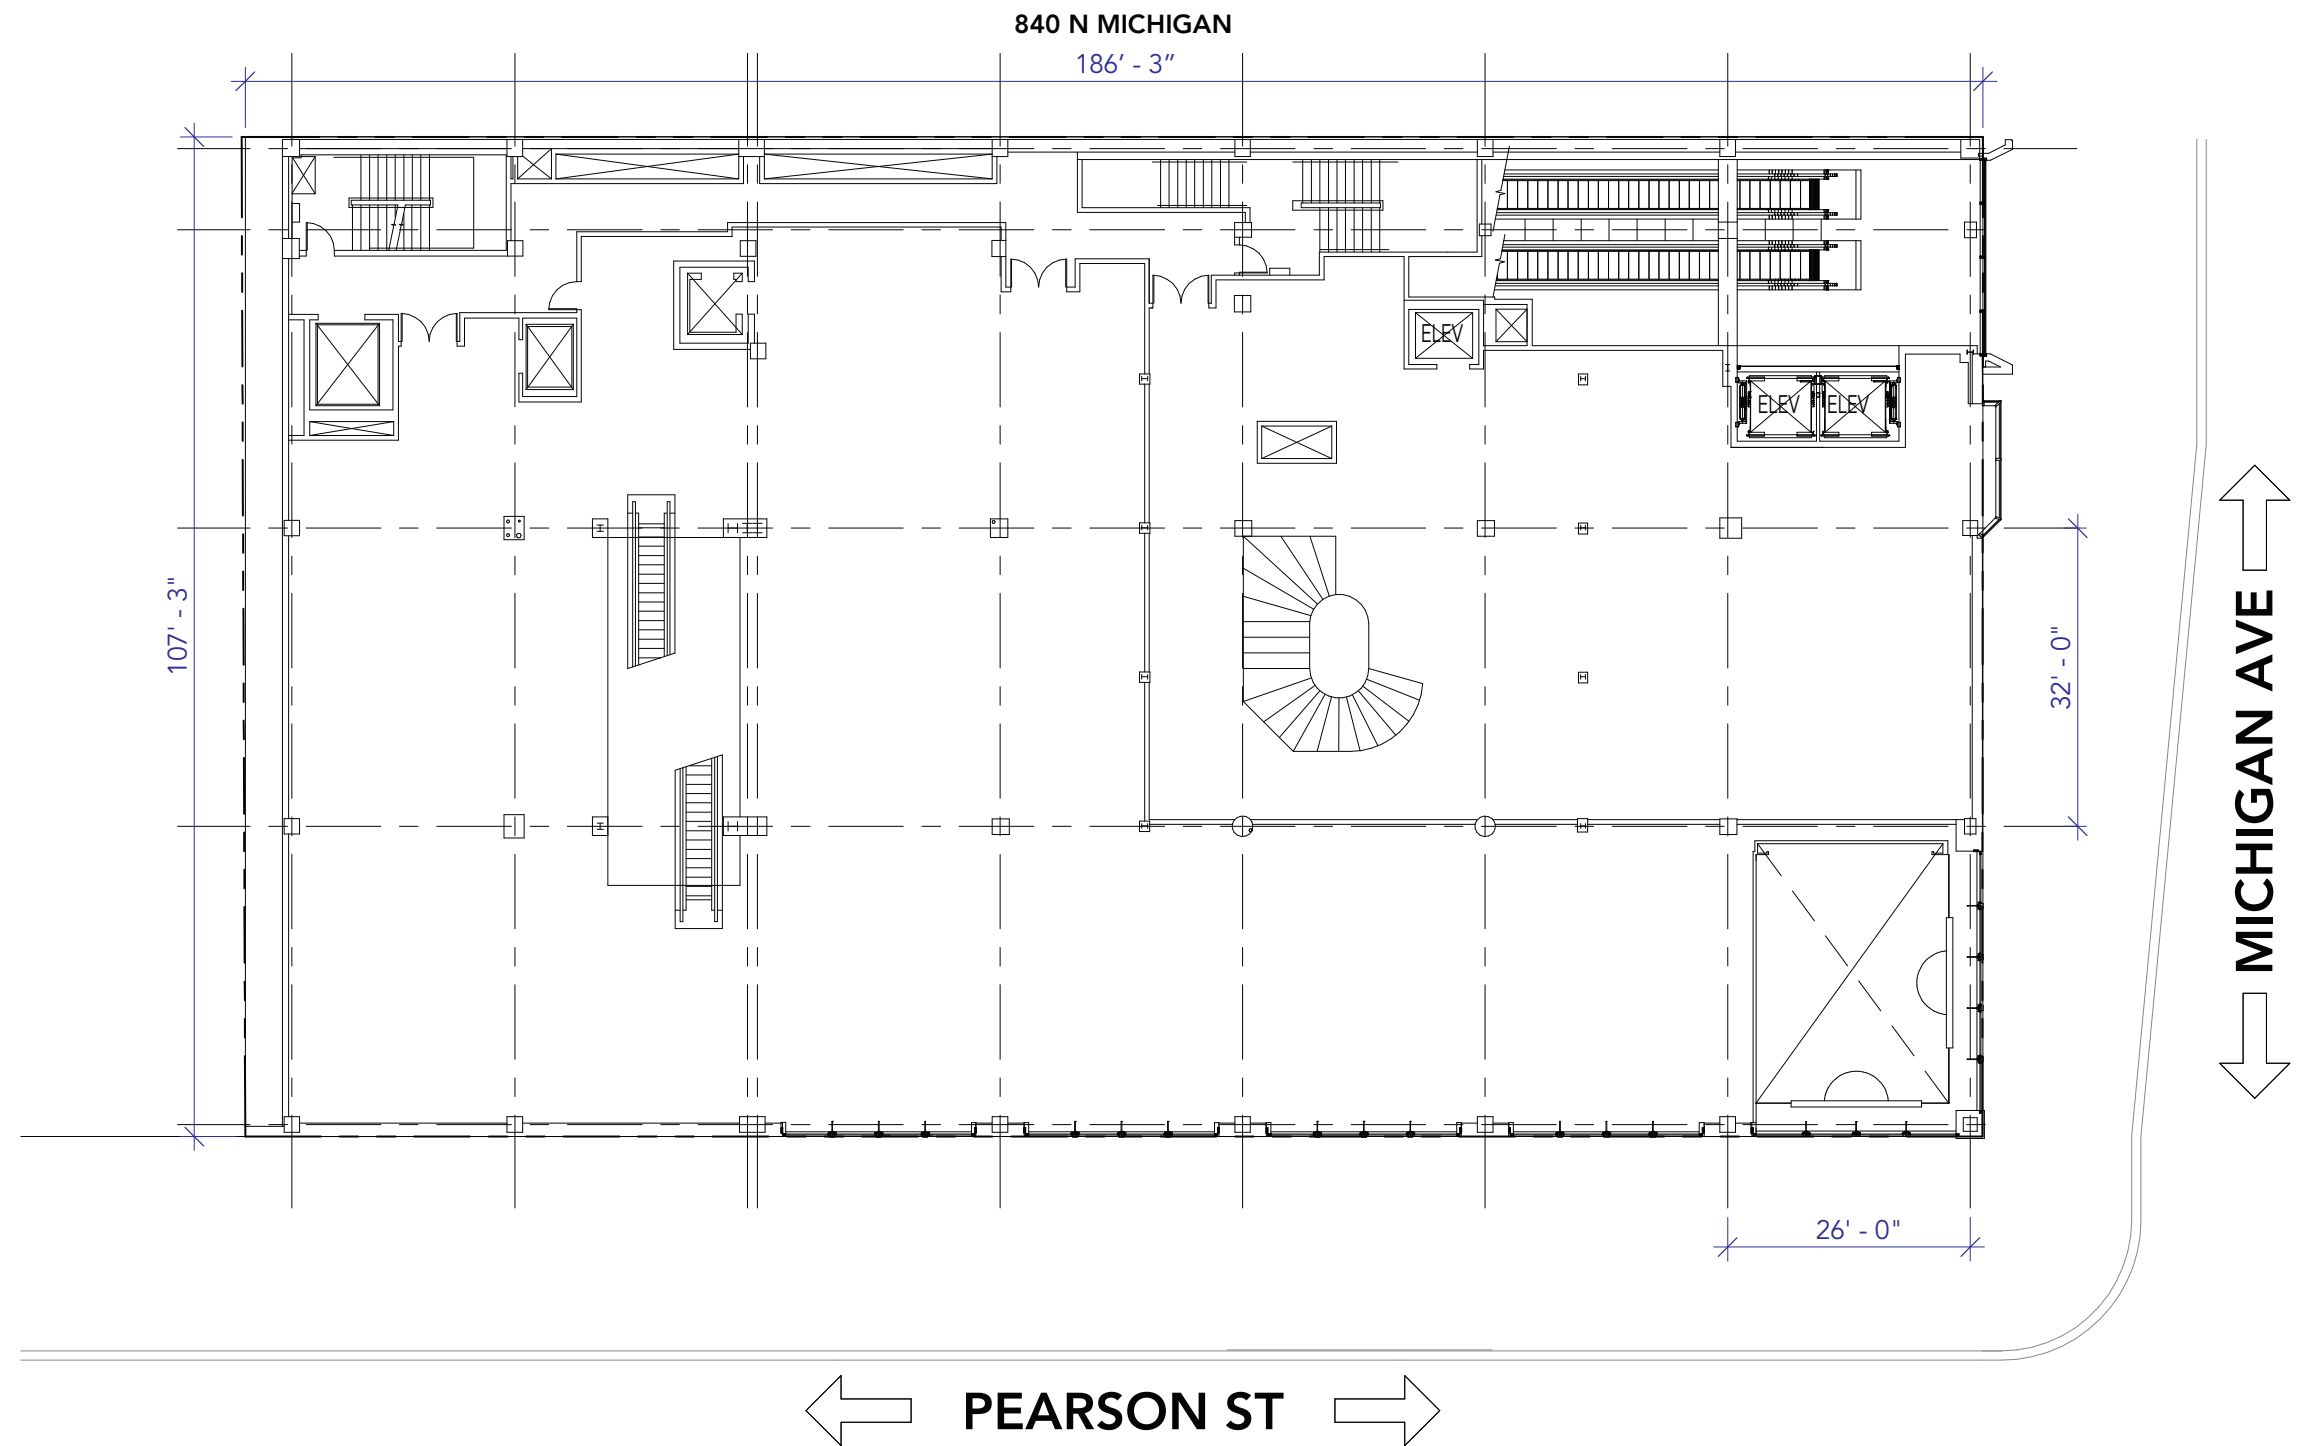 840 N MICHIGAN
186’ - 3”
107' - 3"
ELEV
ELEV
ELEV
32' - 0"
MICHIGAN AVE
26' - 0"
PEARSON ST